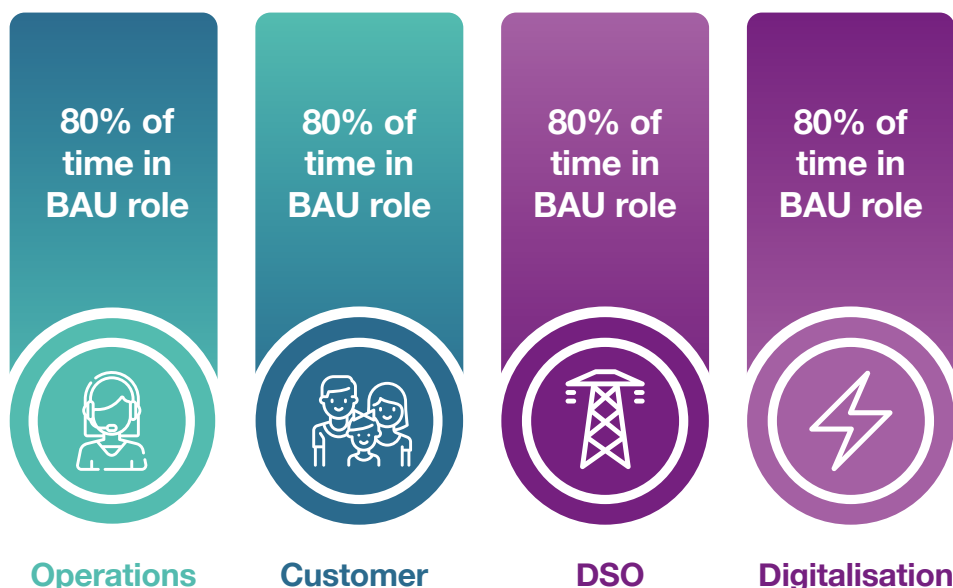 80% of
time in
BAU role
80% of
time in
BAU role
80% of
time in
BAU role
80% of
time in
BAU role
Operations
Customer
DSO
Digitalisation